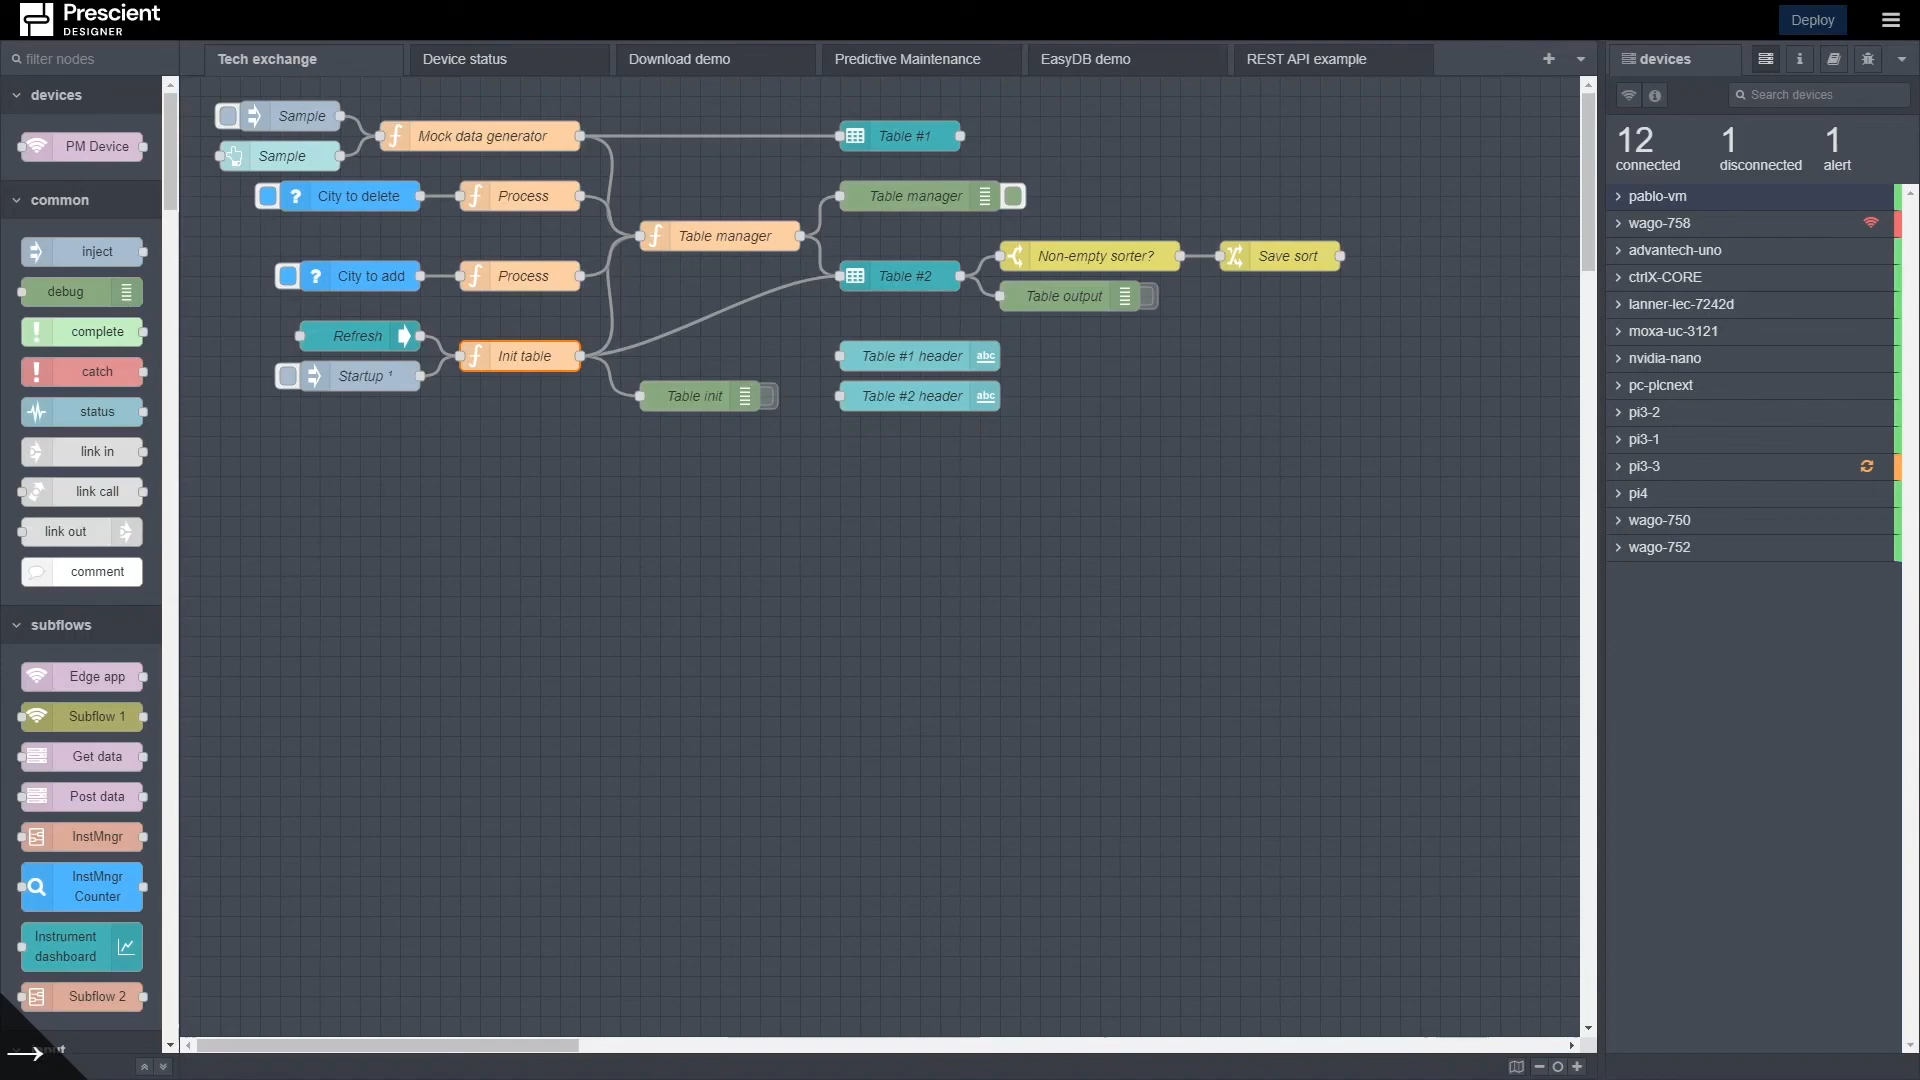 Prescient
DESIGNER
Deploy
filter nodes
Tech exchange
Device status
Download demo
Predictive Maintenance
EasyDB demo
REST API example
devices
PM Device
common
inject
debug
complete
catch
status
link in
link call
link out
comment
subflows
Edge app
Subflow 1
Get data
Post data
InstMngr
InstMngr
Counter
Instrument
dashboard
Subflow 2
input
Sample
Sample
Mock data generator
Table #1
City to delete
Process
Table manager
Table manager
City to add
Process
Table #2
Non-empty sorter?
Save sort
Table output
Refresh
Startup ¹
Init table
Table init
Table #1 header
abc
Table #2 header
abc
devices
Search devices
12
connected
1
disconnected
1
alert
pablo-vm
wago-758
advantech-uno
ctrlX-CORE
lanner-lec-7242d
moxa-uc-3121
nvidia-nano
pc-plcnext
pi3-2
pi3-1
pi3-3
pi4
wago-750
wago-752